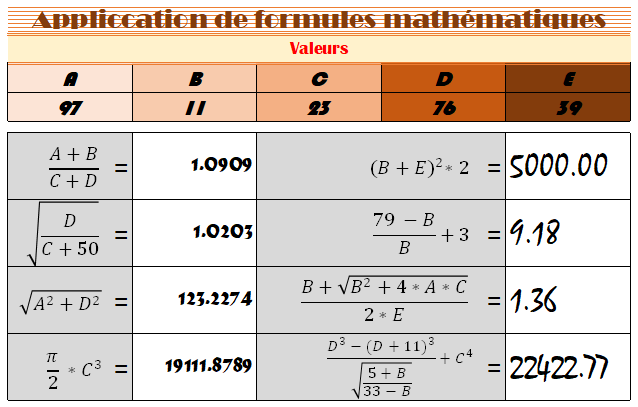 Appliccation de formules mathématiques
Valeurs
A B C D E
97 11 23 76 39
(A + B)/(C + D) = 1.0909 (B + E)² * 2 = 5000.00
√(D/(C + 50)) = 1.0203 (79 − B)/B + 3 = 9.18
√(A² + D²) = 123.2274 (B + √(B² + 4 * A * C))/(2 * E) = 1.36
π/2 * C³ = 19111.8789 (D³ − (D + 11)³)/√((5 + B)/(33 − B)) + C⁴ = 22422.77